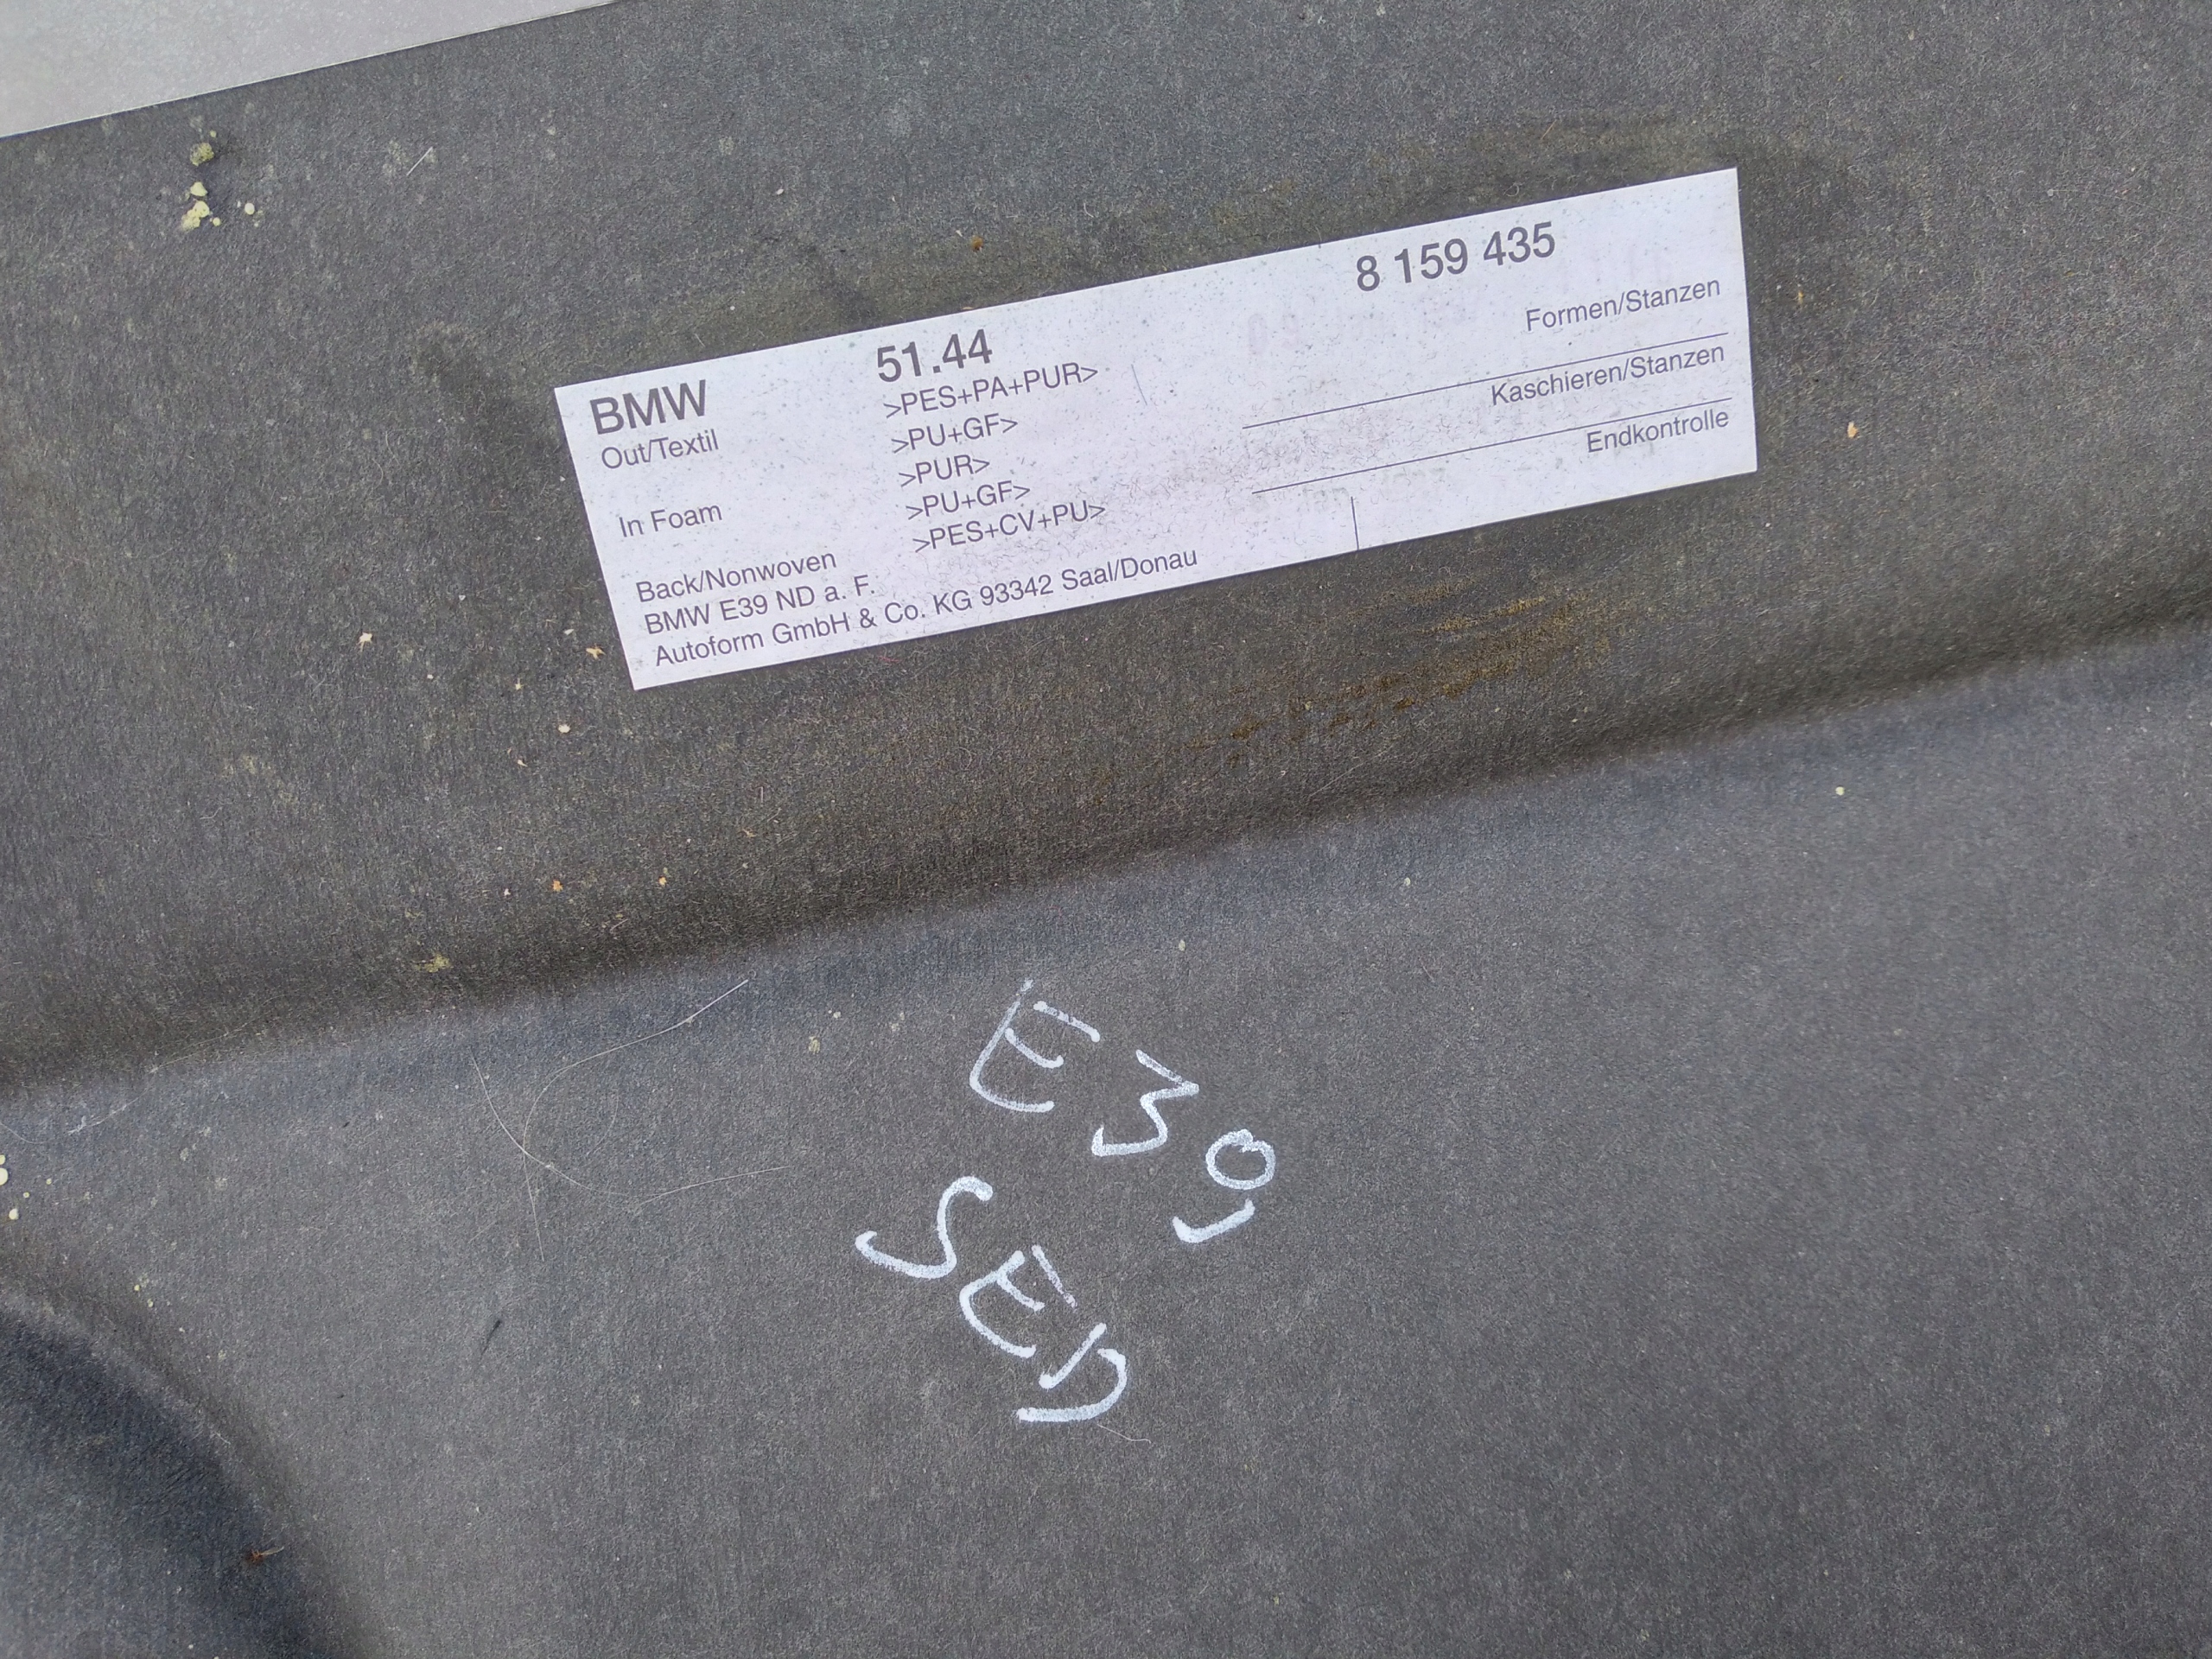 BMW 51.44 8 159 435
Out/Textil >PES+PA+PUR> Formen/Stanzen
>PU+GF>
In Foam >PUR> Kaschieren/Stanzen
>PU+GF>
Back/Nonwoven >PES+CV+PU> Endkontrolle
BMW E39 ND a. F.
Autoform GmbH & Co. KG 93342 Saal/Donau
E39
SED